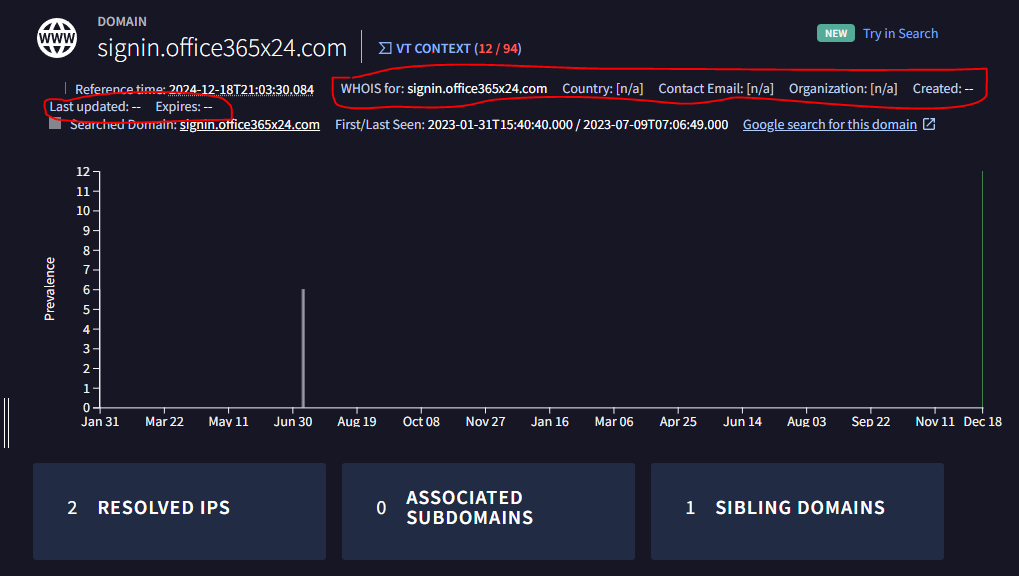 DOMAIN
WWW
signin.office365x24.com
VT CONTEXT (12 / 94)
NEW Try in Search
Reference time: 2024-12-18T21:03:30.084 WHOIS for: signin.office365x24.com Country: [n/a] Contact Email: [n/a] Organization: [n/a] Created: --
Last updated: -- Expires: --
Searched Domain: signin.office365x24.com First/Last Seen: 2023-01-31T15:40:40.000 / 2023-07-09T07:06:49.000 Google search for this domain
Prevalence
12
11
10
9
8
7
6
5
4
3
2
1
0
Jan 31 Mar 22 May 11 Jun 30 Aug 19 Oct 08 Nov 27 Jan 16 Mar 06 Apr 25 Jun 14 Aug 03 Sep 22 Nov 11 Dec 18
2 RESOLVED IPS
0 ASSOCIATED
SUBDOMAINS
1 SIBLING DOMAINS